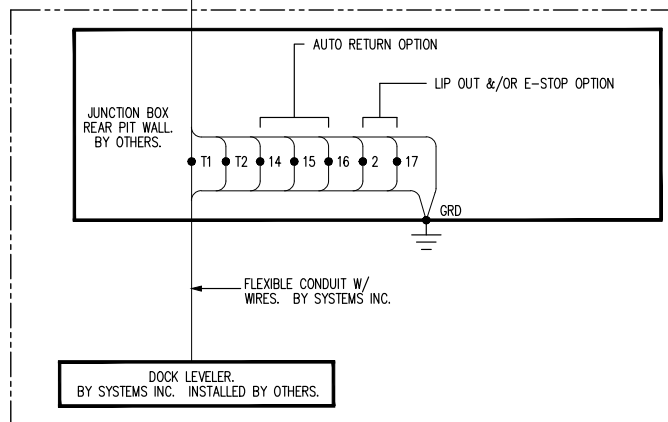 AUTO RETURN OPTION
LIP OUT &/OR E-STOP OPTION
JUNCTION BOX
REAR PIT WALL.
BY OTHERS.
T1 T2 14 15 16 2 17
GRD
FLEXIBLE CONDUIT W/
WIRES. BY SYSTEMS INC.
DOCK LEVELER.
BY SYSTEMS INC. INSTALLED BY OTHERS.